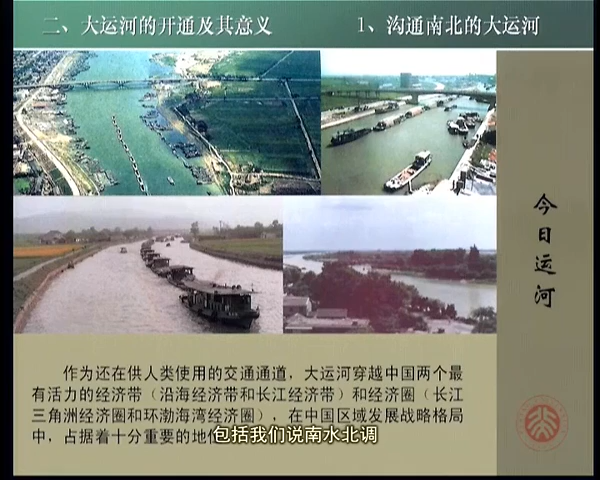 二、大运河的开通及其意义
1、沟通南北的大运河
今日运河
作为还在供人类使用的交通通道，大运河穿越中国两个最
有活力的经济带（沿海经济带和长江经济带）和经济圈（长江
三角洲经济圈和环渤海湾经济圈），在中国区域发展战略格局
中，占据着十分重要的地位
包括我们说南水北调